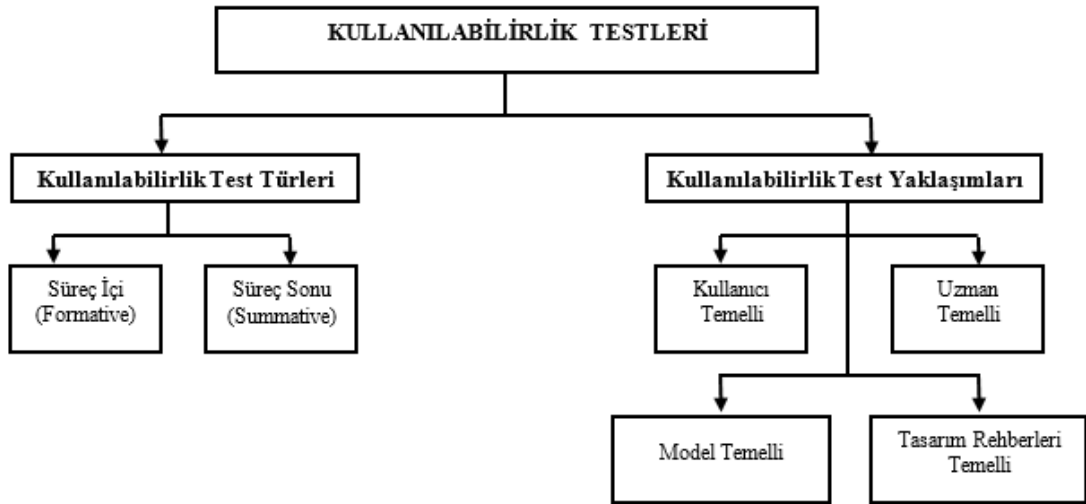 KULLANILABİLİRLİK TESTLERİ
Kullanılabilirlik Test Türleri
Kullanılabilirlik Test Yaklaşımları
Süreç İçi
(Formative)
Süreç Sonu
(Summative)
Kullanıcı
Temelli
Uzman
Temelli
Model Temelli
Tasarım Rehberleri
Temelli